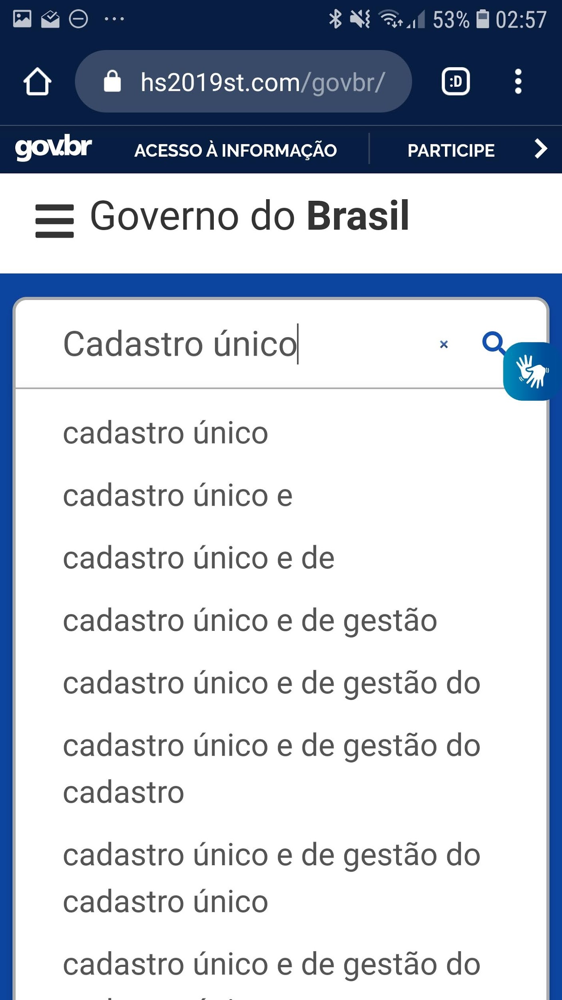 53% 02:57
hs2019st.com/govbr/ :D
gov.br ACESSO À INFORMAÇÃO PARTICIPE
Governo do Brasil
Cadastro único ×
cadastro único
cadastro único e
cadastro único e de
cadastro único e de gestão
cadastro único e de gestão do
cadastro único e de gestão do
cadastro
cadastro único e de gestão do
cadastro único
cadastro único e de gestão do